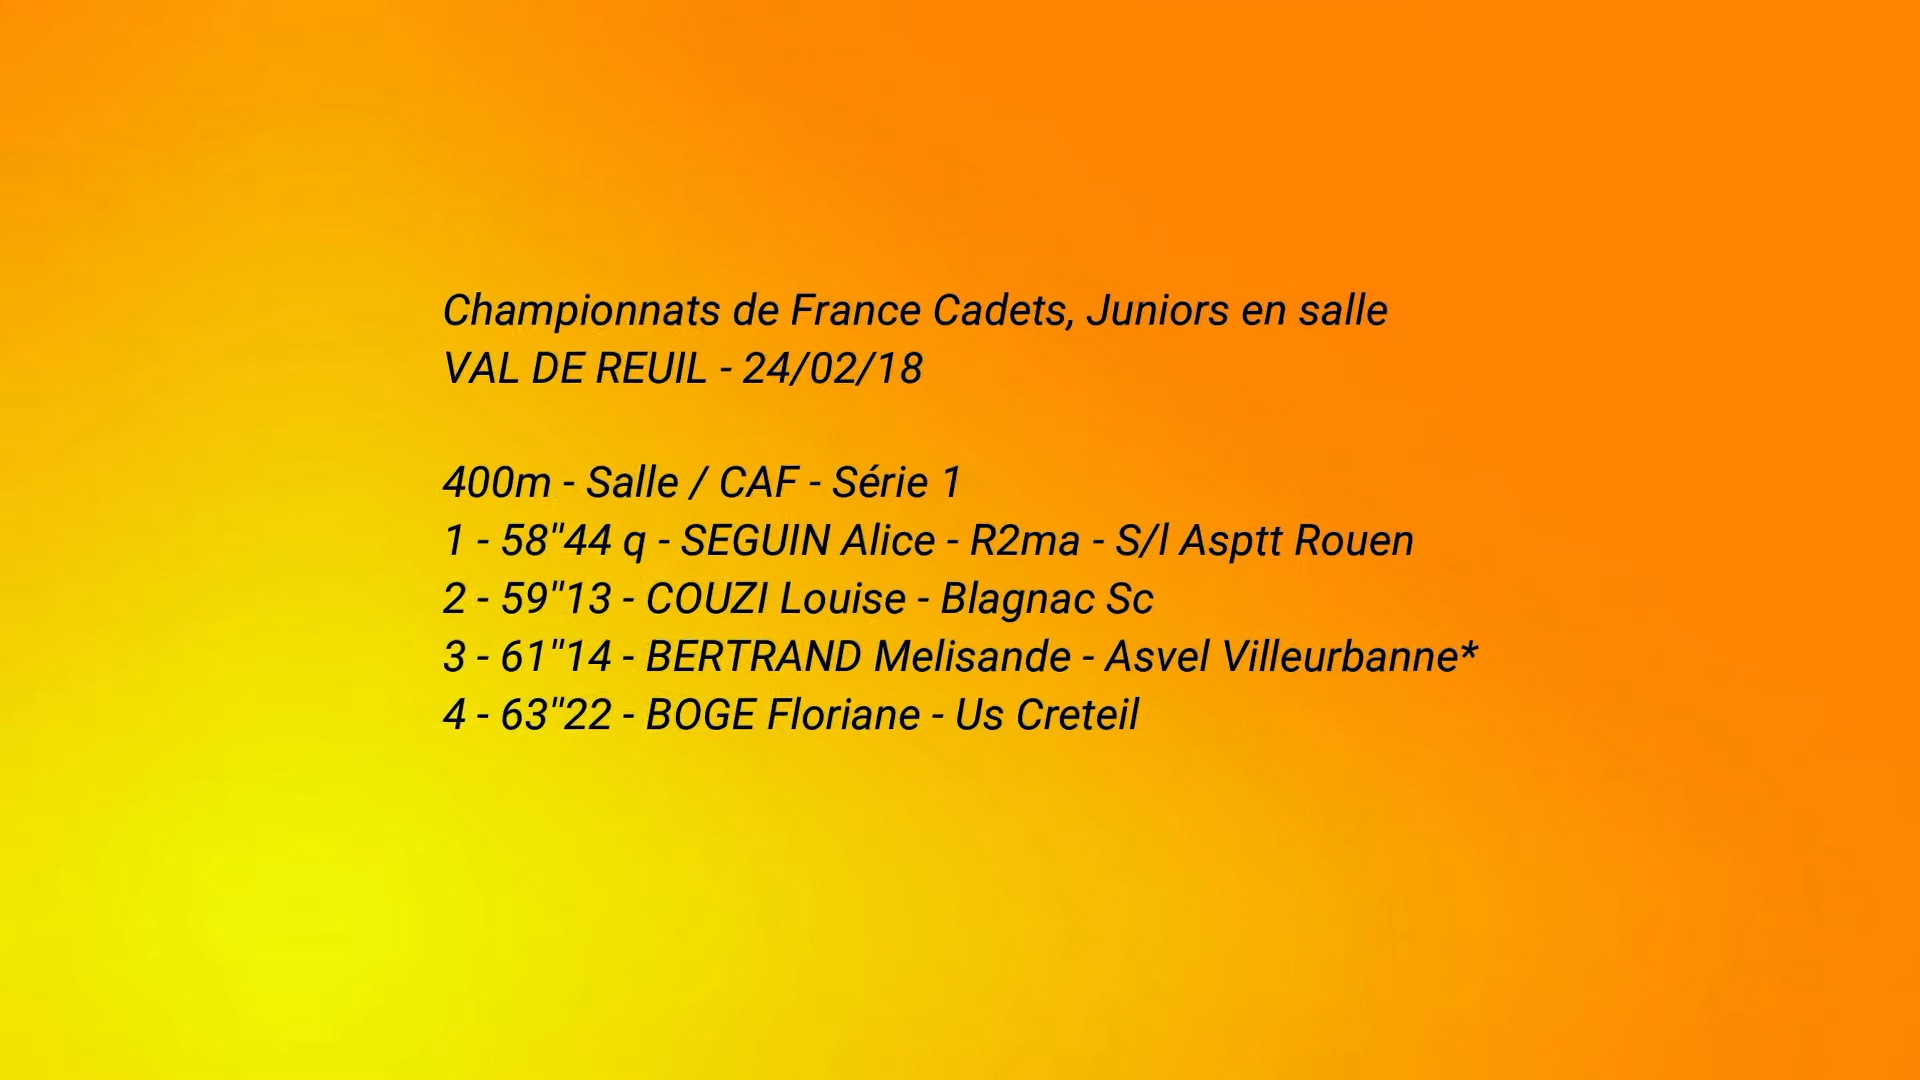 Championnats de France Cadets, Juniors en salle
VAL DE REUIL - 24/02/18
400m - Salle / CAF - Série 1
1 - 58"44 q - SEGUIN Alice - R2ma - S/l Asptt Rouen
2 - 59"13 - COUZI Louise - Blagnac Sc
3 - 61"14 - BERTRAND Melisande - Asvel Villeurbanne*
4 - 63"22 - BOGE Floriane - Us Creteil